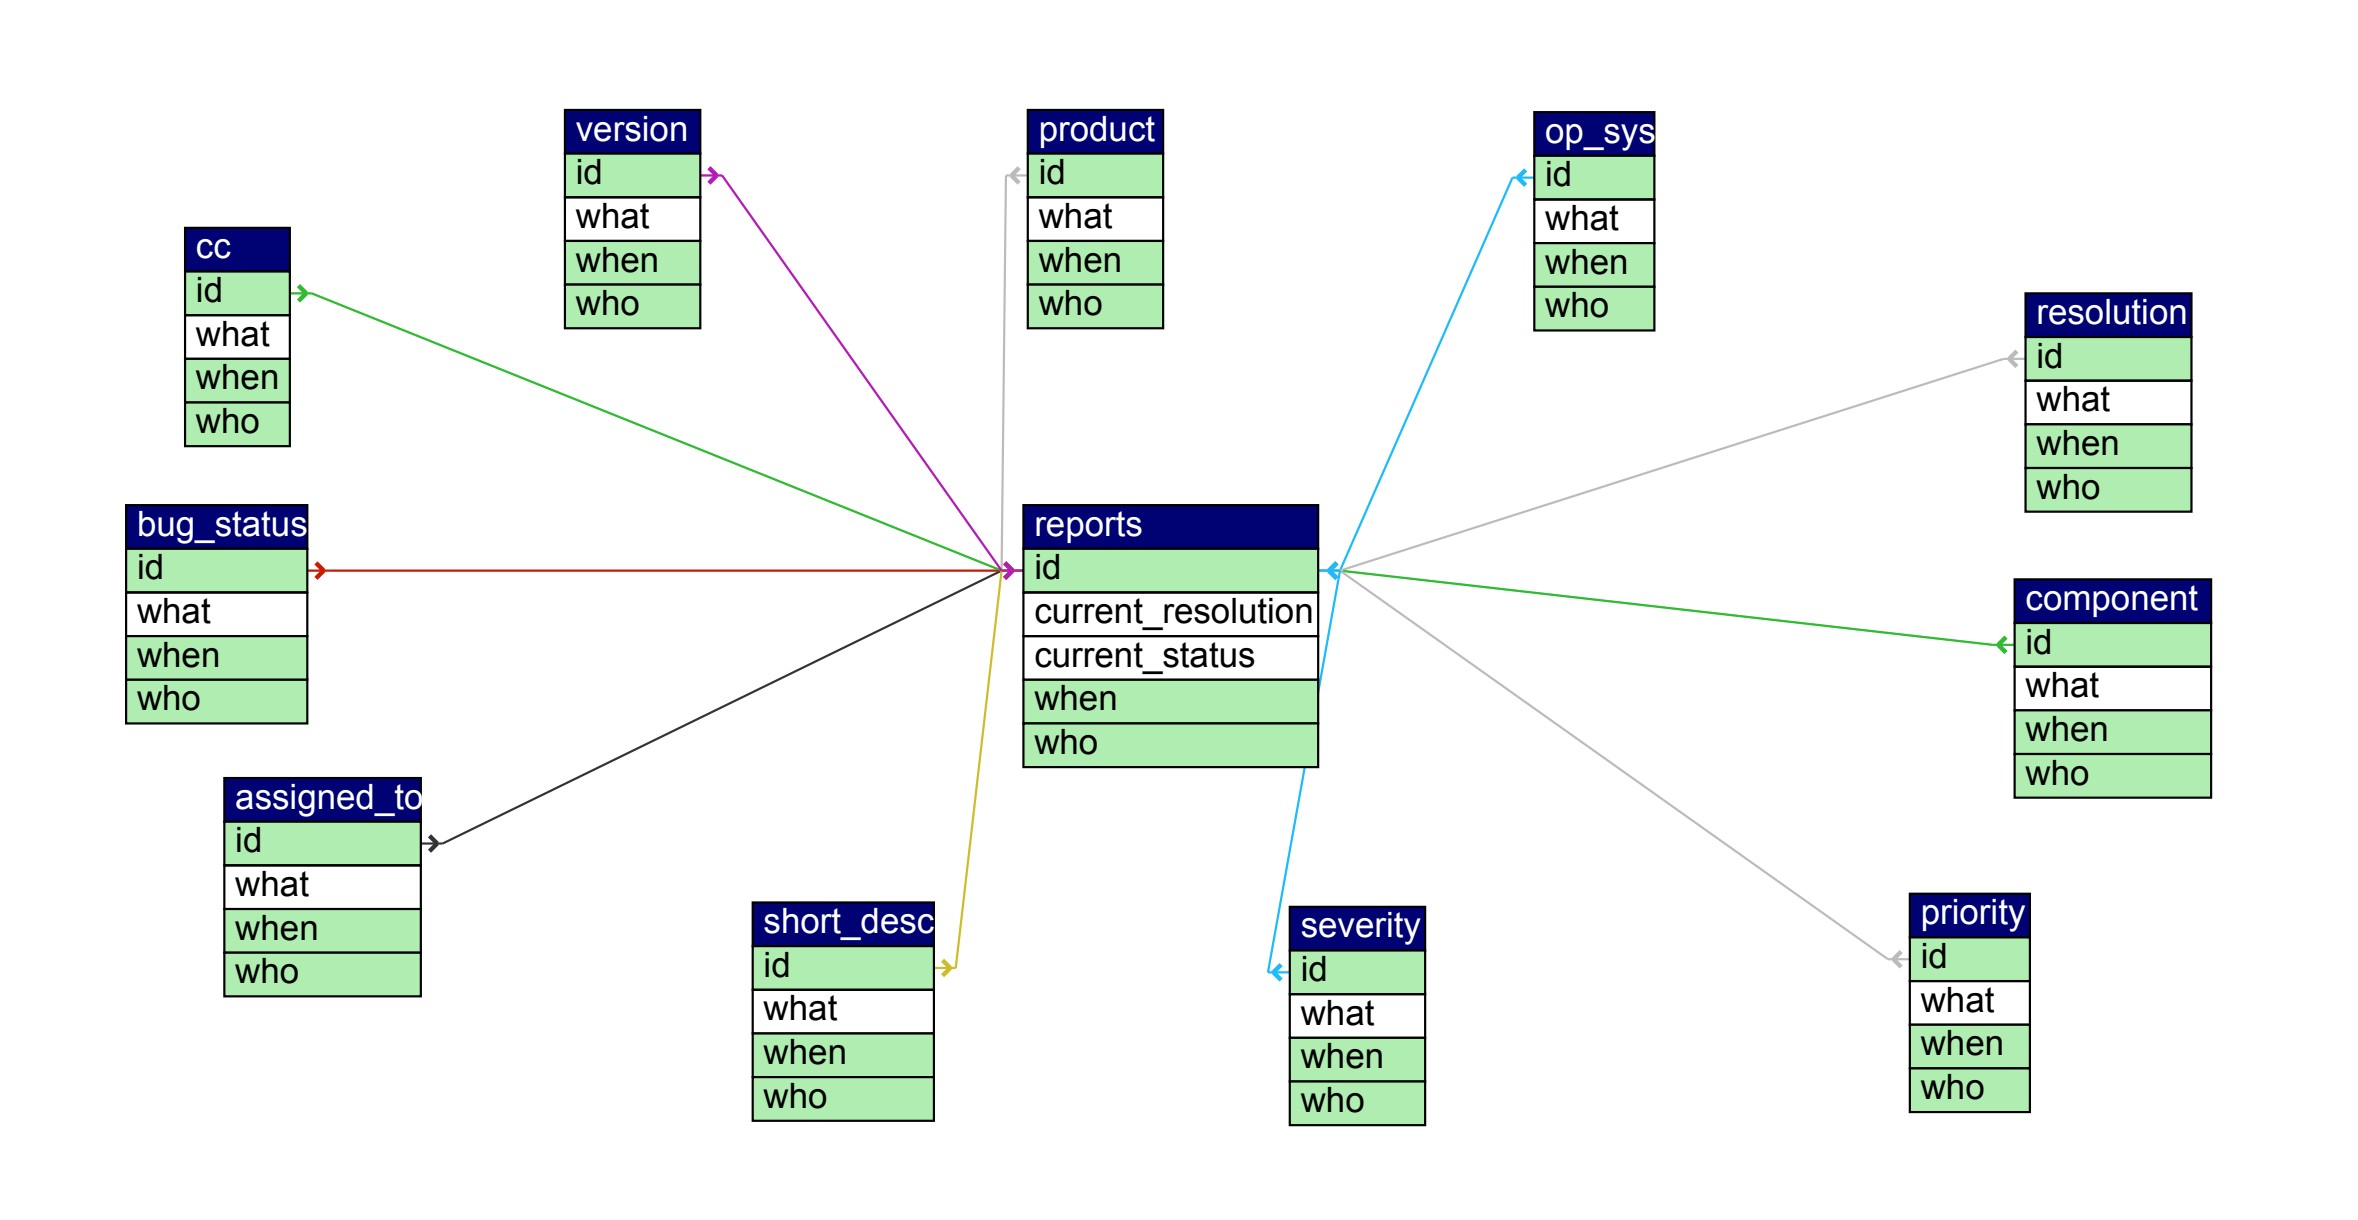 version
id
what
when
who
product
id
what
when
who
op_sys
id
what
when
who
cc
id
what
when
who
resolution
id
what
when
who
bug_status
id
what
when
who
reports
id
current_resolution
current_status
when
who
component
id
what
when
who
assigned_to
id
what
when
who
short_desc
id
what
when
who
severity
id
what
when
who
priority
id
what
when
who